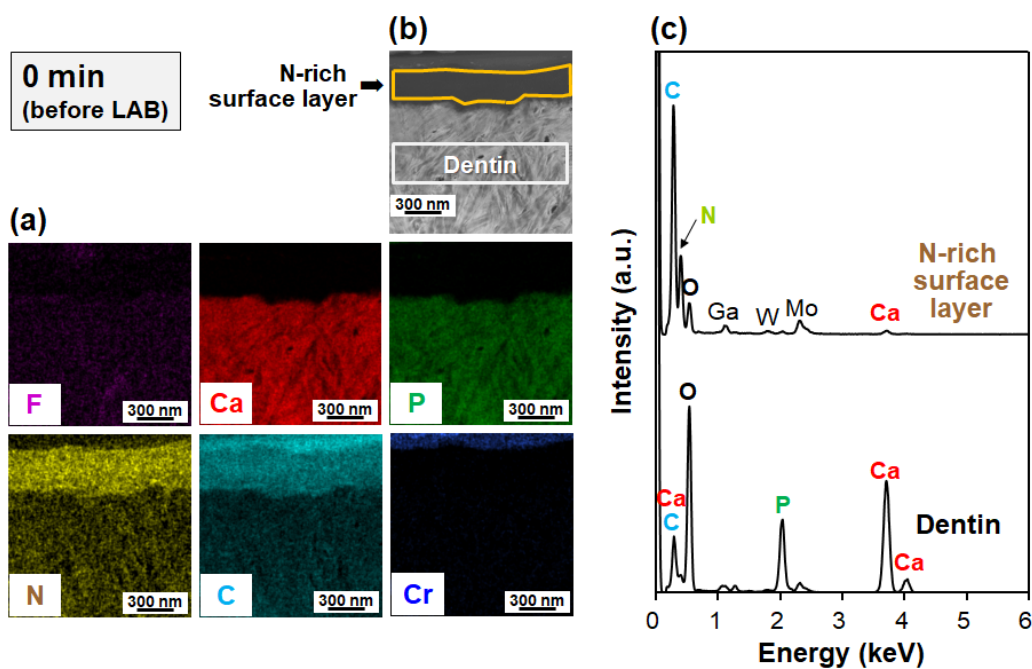 0 min
(before LAB)
(b)
N-rich
surface layer
Dentin
300 nm
(a)
F
300 nm
Ca
300 nm
P
300 nm
N
300 nm
C
300 nm
Cr
300 nm
(c)
Intensity (a.u.)
C
N
O
Ga
W
Mo
Ca
N-rich
surface
layer
O
Ca
C
P
Ca
Ca
Dentin
0 1 2 3 4 5 6
Energy (keV)